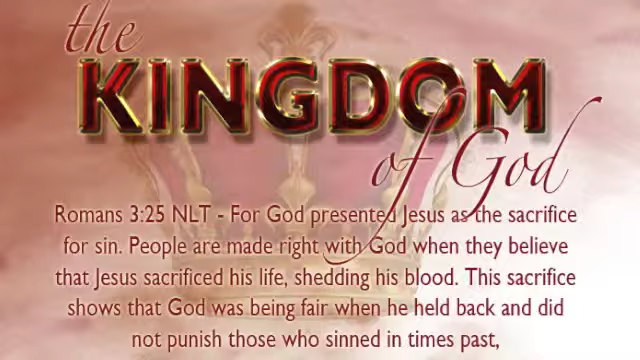 the
KINGDOM
of God
Romans 3:25 NLT - For God presented Jesus as the sacrifice
for sin. People are made right with God when they believe
that Jesus sacrificed his life, shedding his blood. This sacrifice
shows that God was being fair when he held back and did
not punish those who sinned in times past,